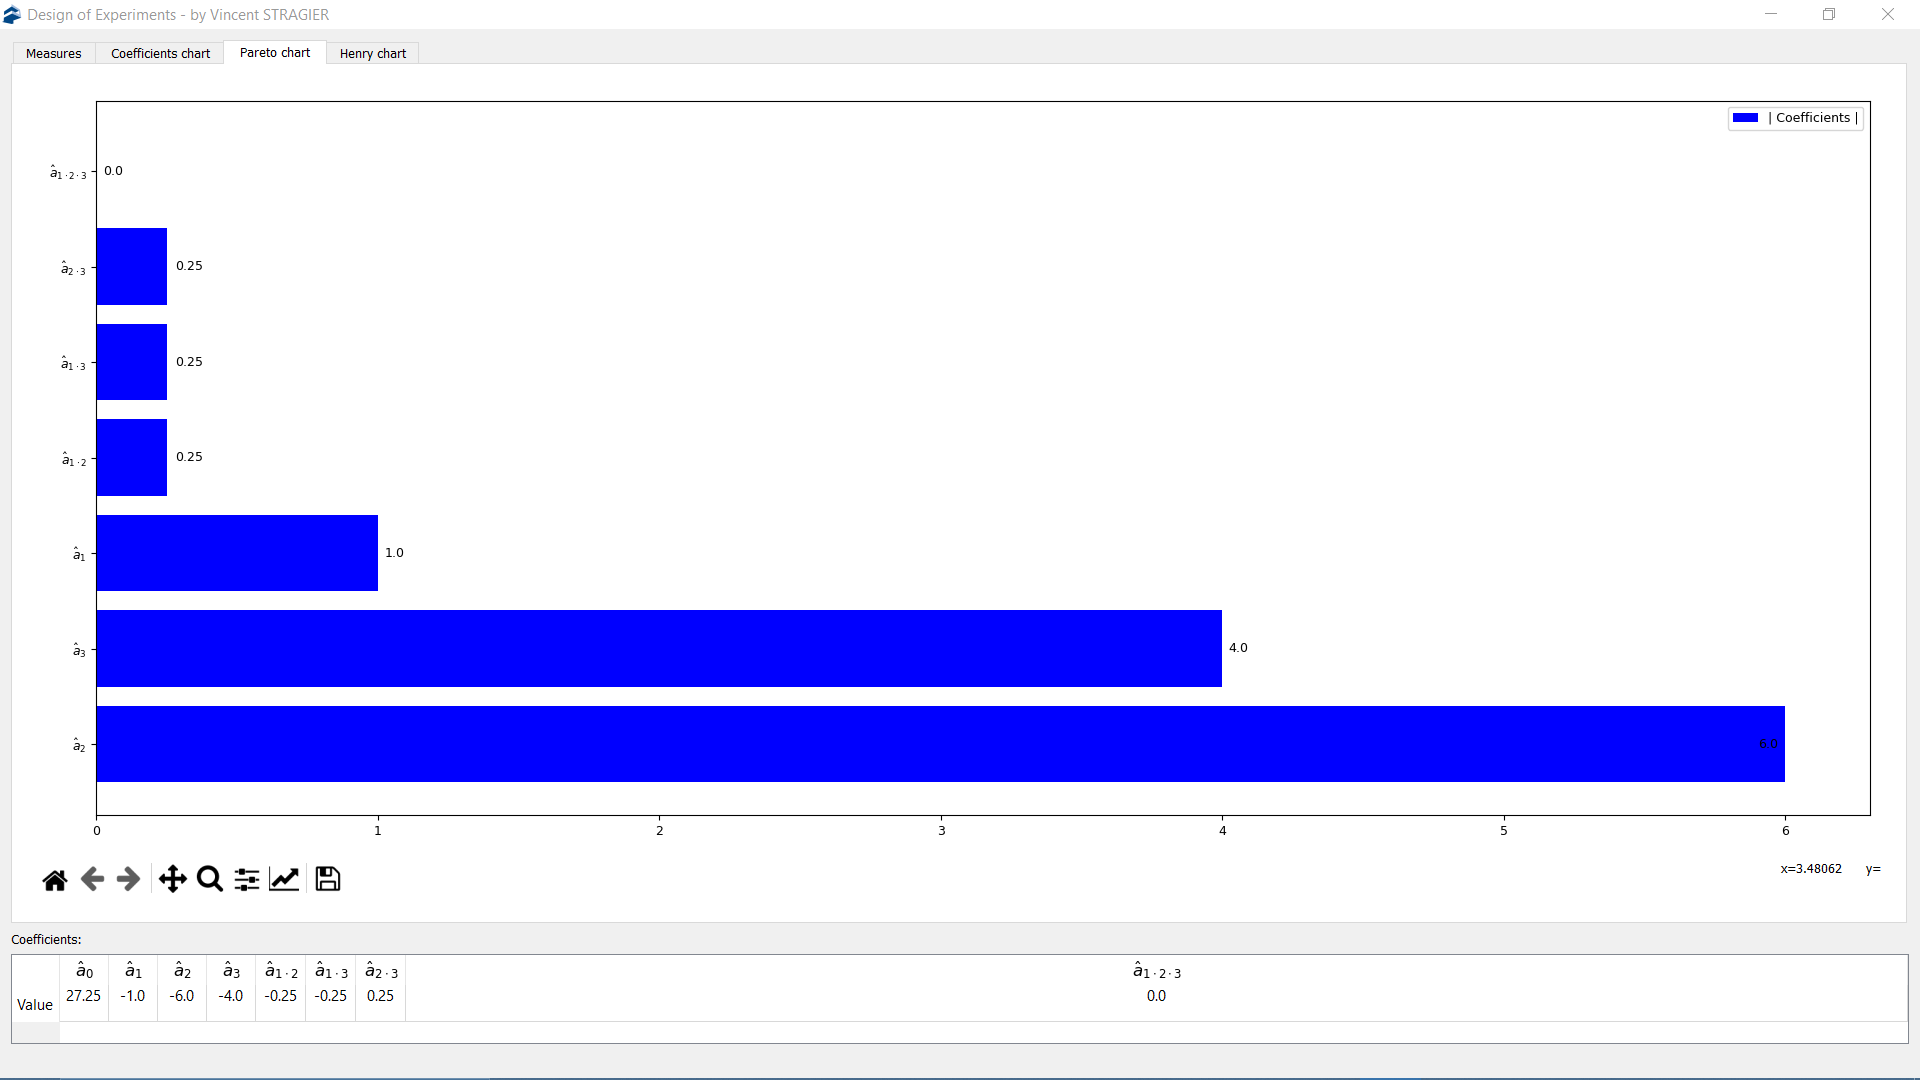 Design of Experiments - by Vincent STRAGIER
Measures Coefficients chart Pareto chart Henry chart
| Coefficients |
â₁·₂·₃ 0.0
â₂·₃ 0.25
â₁·₃ 0.25
â₁·₂ 0.25
â₁ 1.0
â₃ 4.0
â₂ 6.0
0 1 2 3 4 5 6
x=3.48062 y=
Coefficients:
â₀ â₁ â₂ â₃ â₁·₂ â₁·₃ â₂·₃ â₁·₂·₃
Value 27.25 -1.0 -6.0 -4.0 -0.25 -0.25 0.25 0.0